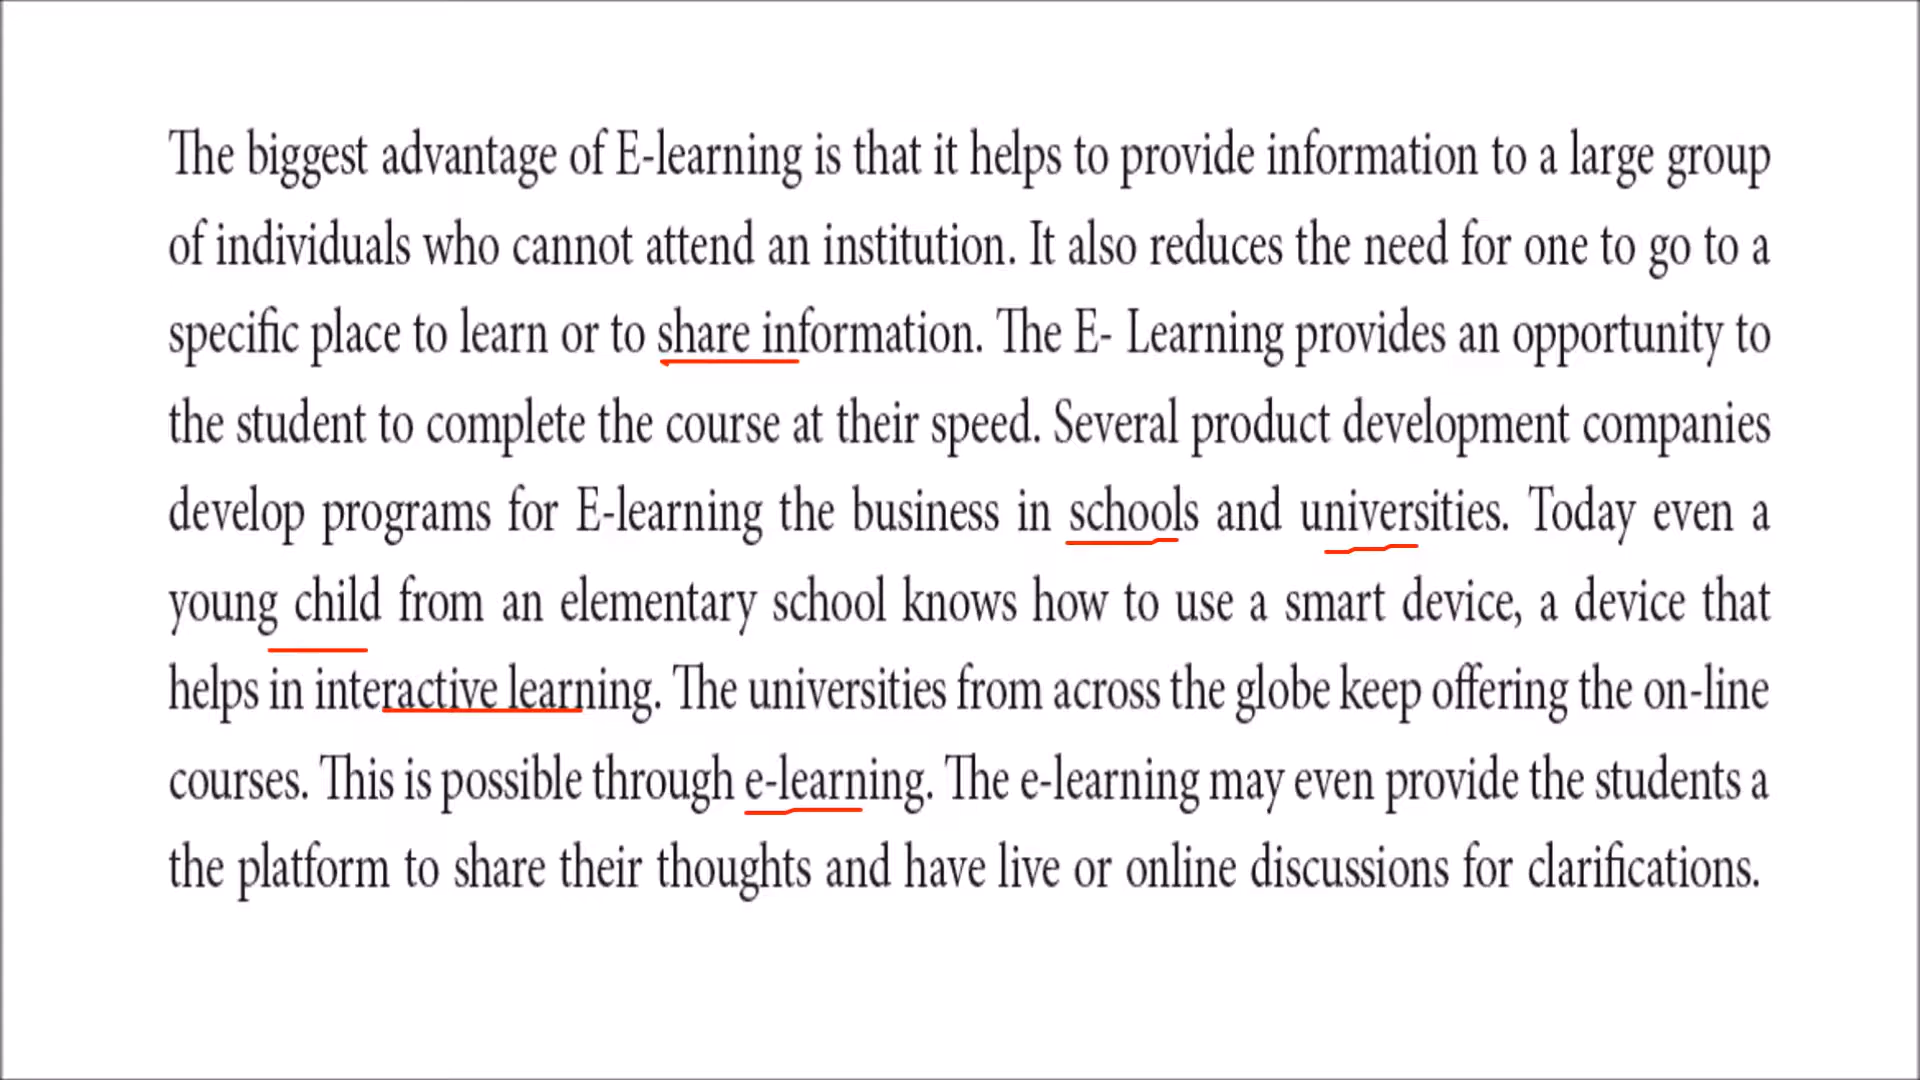 The biggest advantage of E-learning is that it helps to provide information to a large group
of individuals who cannot attend an institution. It also reduces the need for one to go to a
specific place to learn or to share information. The E- Learning provides an opportunity to
the student to complete the course at their speed. Several product development companies
develop programs for E-learning the business in schools and universities. Today even a
young child from an elementary school knows how to use a smart device, a device that
helps in interactive learning. The universities from across the globe keep offering the on-line
courses. This is possible through e-learning. The e-learning may even provide the students a
the platform to share their thoughts and have live or online discussions for clarifications.